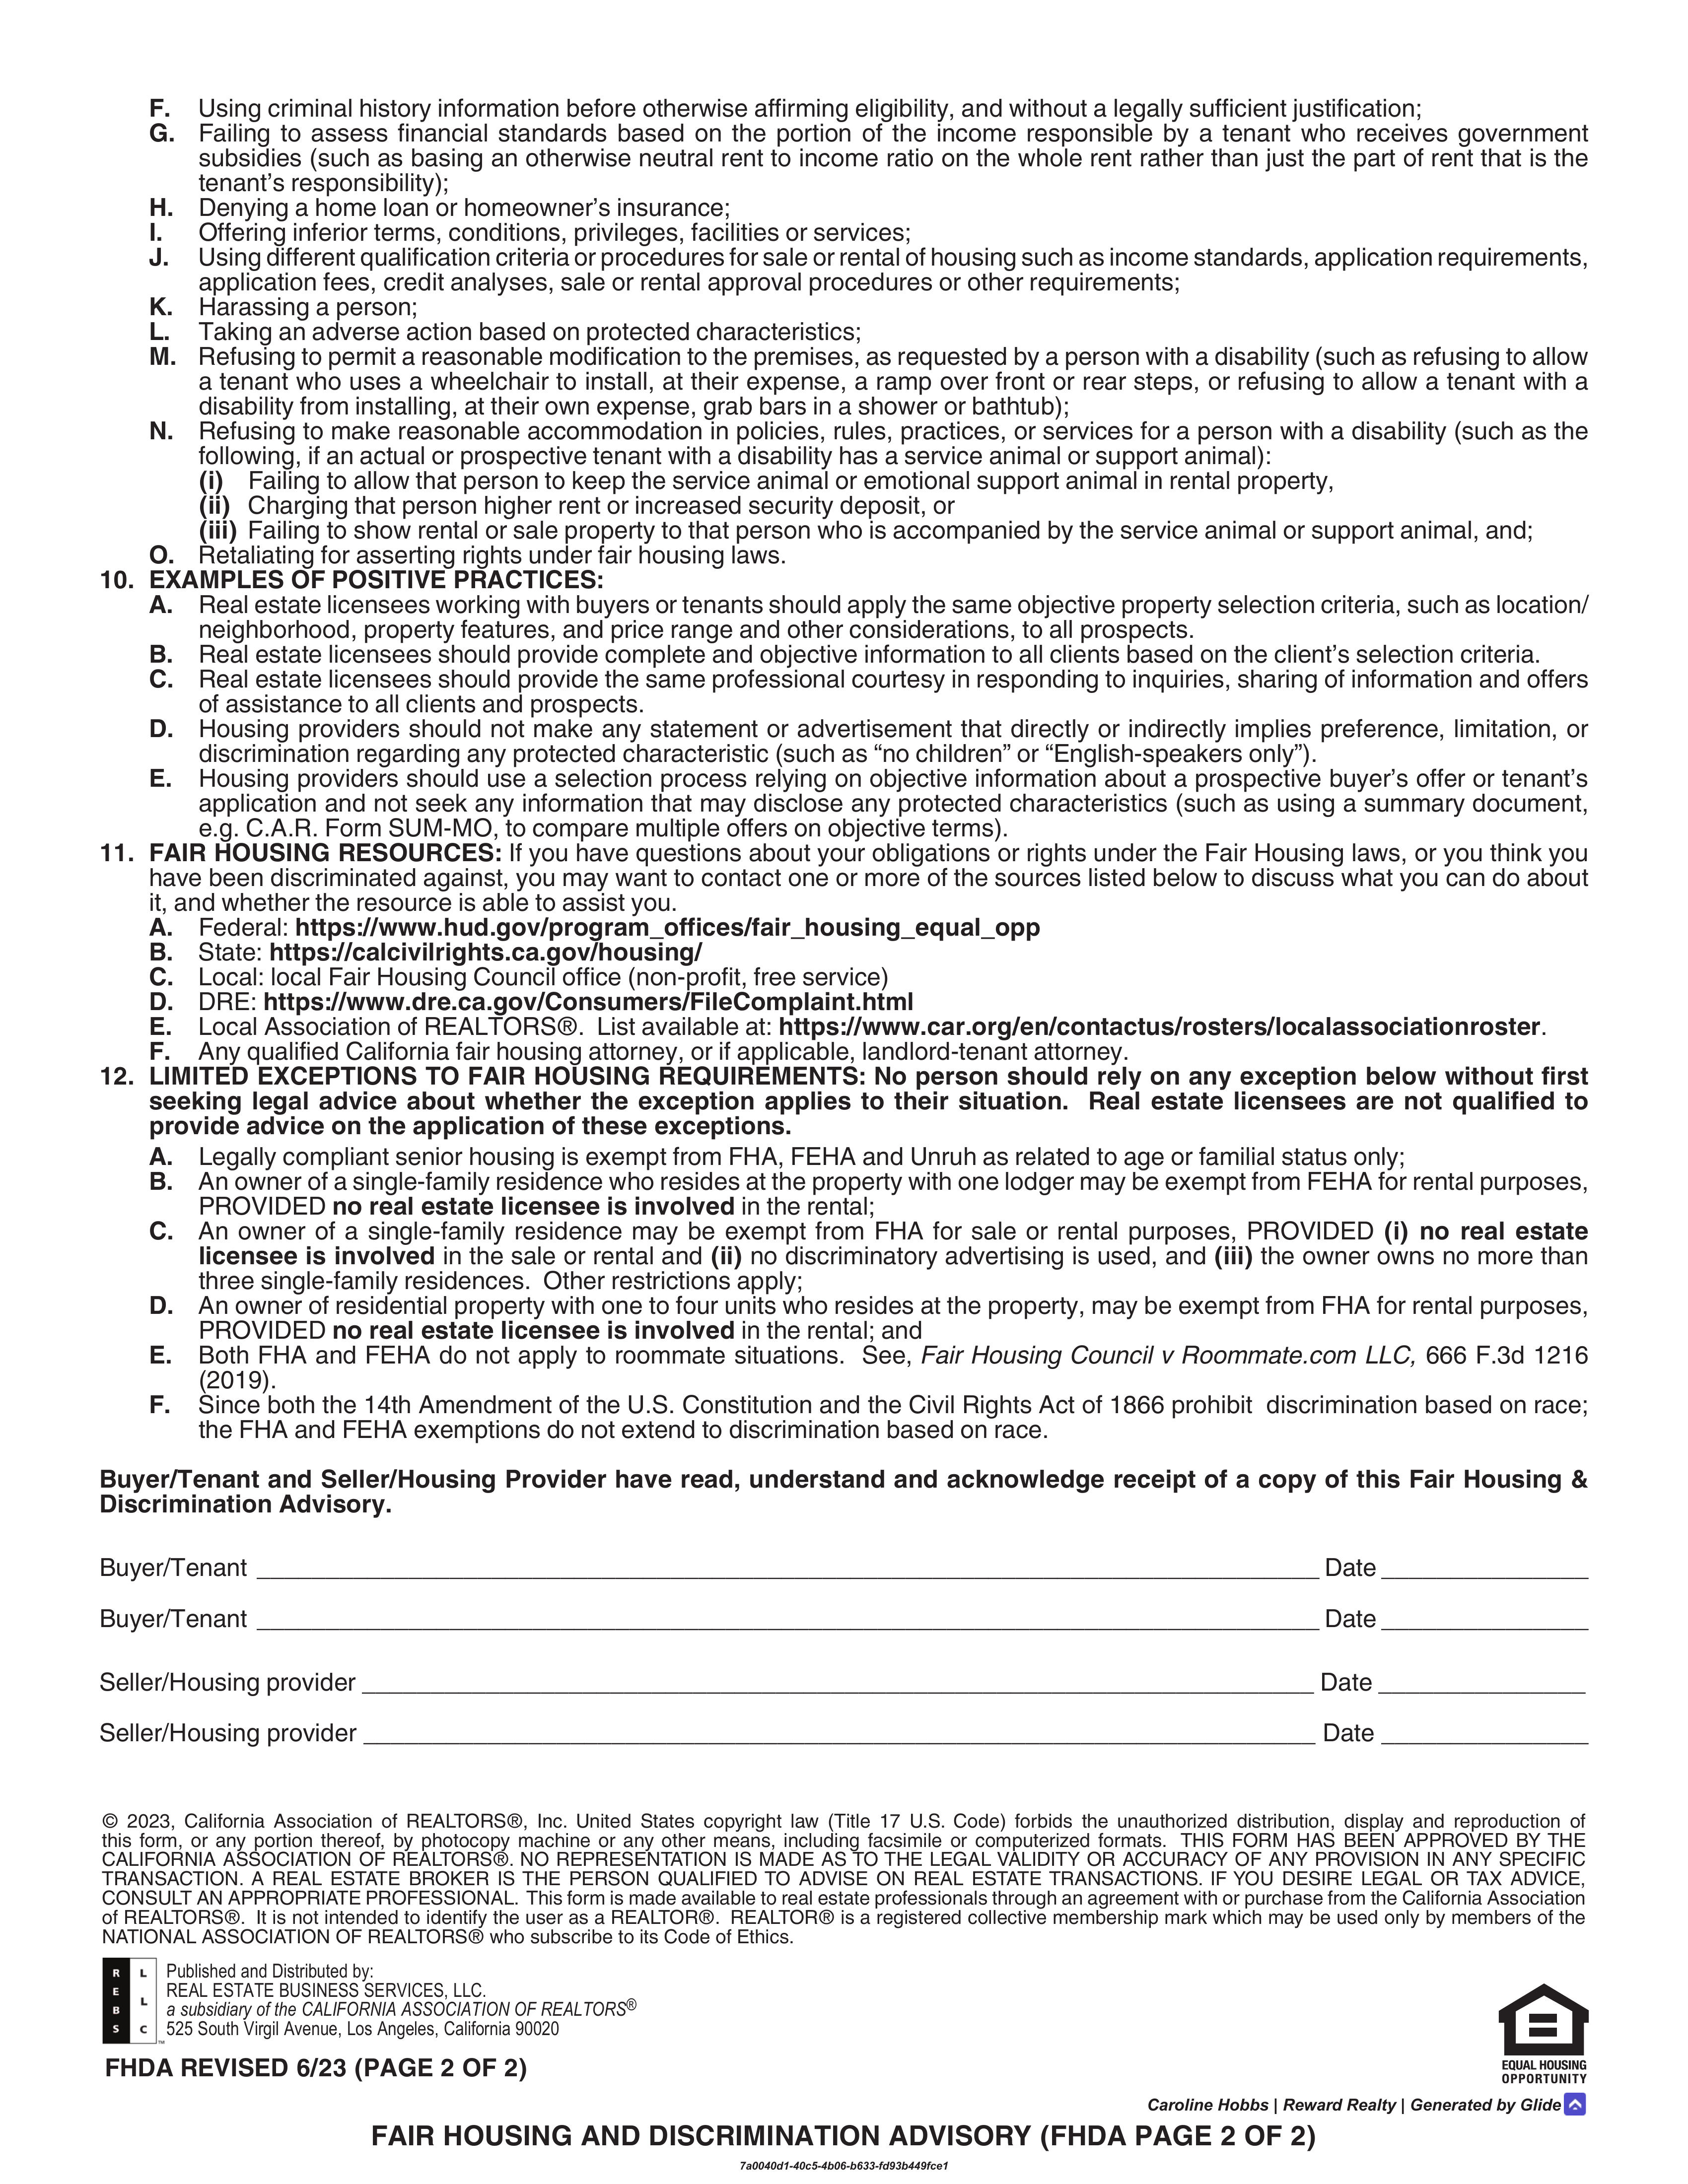 F. Using criminal history information before otherwise affirming eligibility, and without a legally sufficient justification;
G. Failing to assess financial standards based on the portion of the income responsible by a tenant who receives government
subsidies (such as basing an otherwise neutral rent to income ratio on the whole rent rather than just the part of rent that is the
tenant's responsibility);
H. Denying a home loan or homeowner's insurance;
I. Offering inferior terms, conditions, privileges, facilities or services;
J. Using different qualification criteria or procedures for sale or rental of housing such as income standards, application requirements,
application fees, credit analyses, sale or rental approval procedures or other requirements;
K. Harassing a person;
L. Taking an adverse action based on protected characteristics;
M. Refusing to permit a reasonable modification to the premises, as requested by a person with a disability (such as refusing to allow
a tenant who uses a wheelchair to install, at their expense, a ramp over front or rear steps, or refusing to allow a tenant with a
disability from installing, at their own expense, grab bars in a shower or bathtub);
N. Refusing to make reasonable accommodation in policies, rules, practices, or services for a person with a disability (such as the
following, if an actual or prospective tenant with a disability has a service animal or support animal):
(i) Failing to allow that person to keep the service animal or emotional support animal in rental property,
(ii) Charging that person higher rent or increased security deposit, or
(iii) Failing to show rental or sale property to that person who is accompanied by the service animal or support animal, and;
O. Retaliating for asserting rights under fair housing laws.
10. EXAMPLES OF POSITIVE PRACTICES:
A. Real estate licensees working with buyers or tenants should apply the same objective property selection criteria, such as location/
neighborhood, property features, and price range and other considerations, to all prospects.
B. Real estate licensees should provide complete and objective information to all clients based on the client's selection criteria.
C. Real estate licensees should provide the same professional courtesy in responding to inquiries, sharing of information and offers
of assistance to all clients and prospects.
D. Housing providers should not make any statement or advertisement that directly or indirectly implies preference, limitation, or
discrimination regarding any protected characteristic (such as “no children” or “English-speakers only”).
E. Housing providers should use a selection process relying on objective information about a prospective buyer's offer or tenant's
application and not seek any information that may disclose any protected characteristics (such as using a summary document,
e.g. C.A.R. Form SUM-MO, to compare multiple offers on objective terms).
11. FAIR HOUSING RESOURCES: If you have questions about your obligations or rights under the Fair Housing laws, or you think you
have been discriminated against, you may want to contact one or more of the sources listed below to discuss what you can do about
it, and whether the resource is able to assist you.
A. Federal: https://www.hud.gov/program_offices/fair_housing_equal_opp
B. State: https://calcivilrights.ca.gov/housing/
C. Local: local Fair Housing Council office (non-profit, free service)
D. DRE: https://www.dre.ca.gov/Consumers/FileComplaint.html
E. Local Association of REALTORS®. List available at: https://www.car.org/en/contactus/rosters/localassociationroster.
F. Any qualified California fair housing attorney, or if applicable, landlord-tenant attorney.
12. LIMITED EXCEPTIONS TO FAIR HOUSING REQUIREMENTS: No person should rely on any exception below without first
seeking legal advice about whether the exception applies to their situation. Real estate licensees are not qualified to
provide advice on the application of these exceptions.
A. Legally compliant senior housing is exempt from FHA, FEHA and Unruh as related to age or familial status only;
B. An owner of a single-family residence who resides at the property with one lodger may be exempt from FEHA for rental purposes,
PROVIDED no real estate licensee is involved in the rental;
C. An owner of a single-family residence may be exempt from FHA for sale or rental purposes, PROVIDED (i) no real estate
licensee is involved in the sale or rental and (ii) no discriminatory advertising is used, and (iii) the owner owns no more than
three single-family residences. Other restrictions apply;
D. An owner of residential property with one to four units who resides at the property, may be exempt from FHA for rental purposes,
PROVIDED no real estate licensee is involved in the rental; and
E. Both FHA and FEHA do not apply to roommate situations. See, Fair Housing Council v Roommate.com LLC, 666 F.3d 1216
(2019).
F. Since both the 14th Amendment of the U.S. Constitution and the Civil Rights Act of 1866 prohibit discrimination based on race;
the FHA and FEHA exemptions do not extend to discrimination based on race.
Buyer/Tenant and Seller/Housing Provider have read, understand and acknowledge receipt of a copy of this Fair Housing &
Discrimination Advisory.
Buyer/Tenant Date
Buyer/Tenant Date
Seller/Housing provider Date
Seller/Housing provider Date
© 2023, California Association of REALTORS®, Inc. United States copyright law (Title 17 U.S. Code) forbids the unauthorized distribution, display and reproduction of
this form, or any portion thereof, by photocopy machine or any other means, including facsimile or computerized formats. THIS FORM HAS BEEN APPROVED BY THE
CALIFORNIA ASSOCIATION OF REALTORS®. NO REPRESENTATION IS MADE AS TO THE LEGAL VALIDITY OR ACCURACY OF ANY PROVISION IN ANY SPECIFIC
TRANSACTION. A REAL ESTATE BROKER IS THE PERSON QUALIFIED TO ADVISE ON REAL ESTATE TRANSACTIONS. IF YOU DESIRE LEGAL OR TAX ADVICE,
CONSULT AN APPROPRIATE PROFESSIONAL. This form is made available to real estate professionals through an agreement with or purchase from the California Association
of REALTORS®. It is not intended to identify the user as a REALTOR®. REALTOR® is a registered collective membership mark which may be used only by members of the
NATIONAL ASSOCIATION OF REALTORS® who subscribe to its Code of Ethics.
REBS LLC™
Published and Distributed by:
REAL ESTATE BUSINESS SERVICES, LLC.
a subsidiary of the CALIFORNIA ASSOCIATION OF REALTORS®
525 South Virgil Avenue, Los Angeles, California 90020
EQUAL HOUSING
OPPORTUNITY
FHDA REVISED 6/23 (PAGE 2 OF 2)
Caroline Hobbs | Reward Realty | Generated by Glide
FAIR HOUSING AND DISCRIMINATION ADVISORY (FHDA PAGE 2 OF 2)
7a0040d1-40c5-4b06-b633-fd93b449fce1